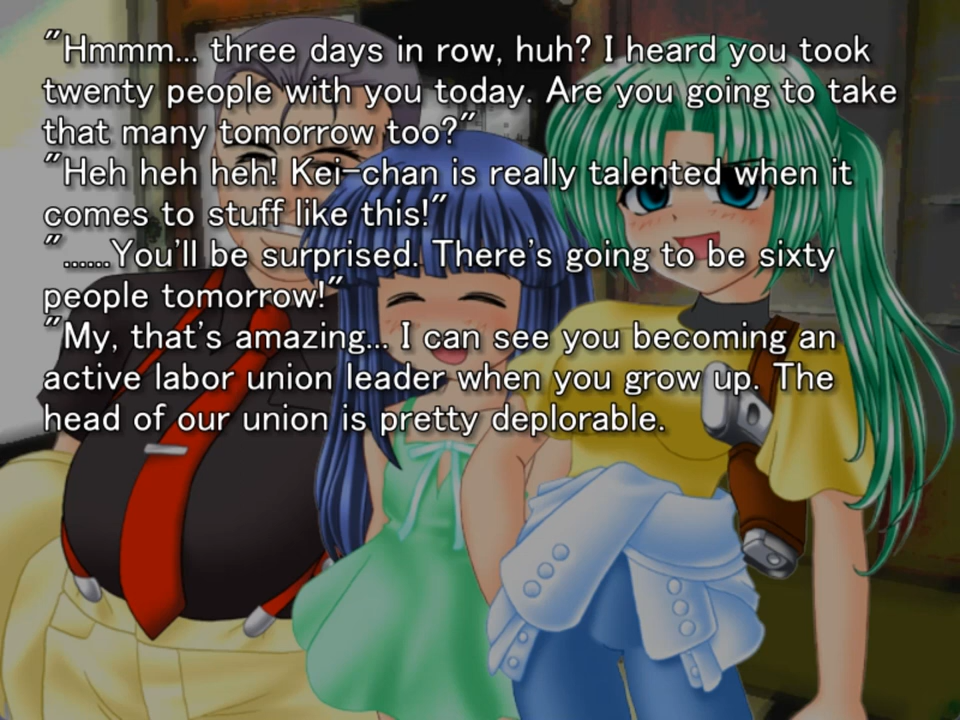 "Hmmm... three days in row, huh? I heard you took
twenty people with you today. Are you going to take
that many tomorrow too?"
"Heh heh heh! Kei-chan is really talented when it
comes to stuff like this!"
"......You'll be surprised. There's going to be sixty
people tomorrow!"
"My, that's amazing... I can see you becoming an
active labor union leader when you grow up. The
head of our union is pretty deplorable.